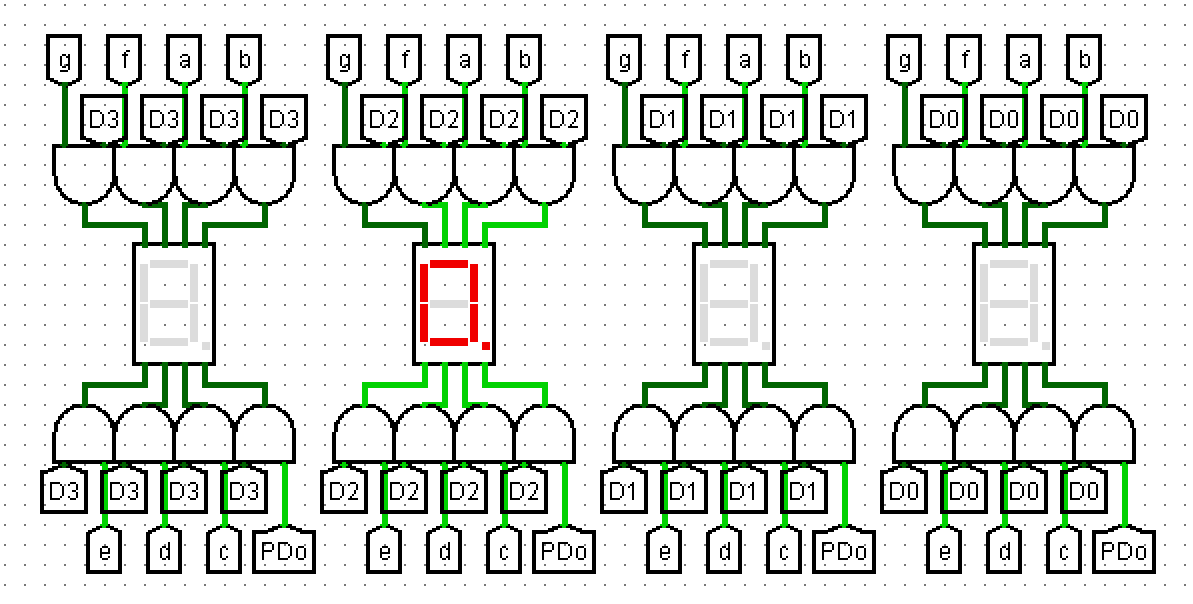 g f a b g f a b g f a b g f a b
D3 D3 D3 D3 D2 D2 D2 D2 D1 D1 D1 D1 D0 D0 D0 D0
D3 D3 D3 D3 D2 D2 D2 D2 D1 D1 D1 D1 D0 D0 D0 D0
e d c PDo e d c PDo e d c PDo e d c PDo